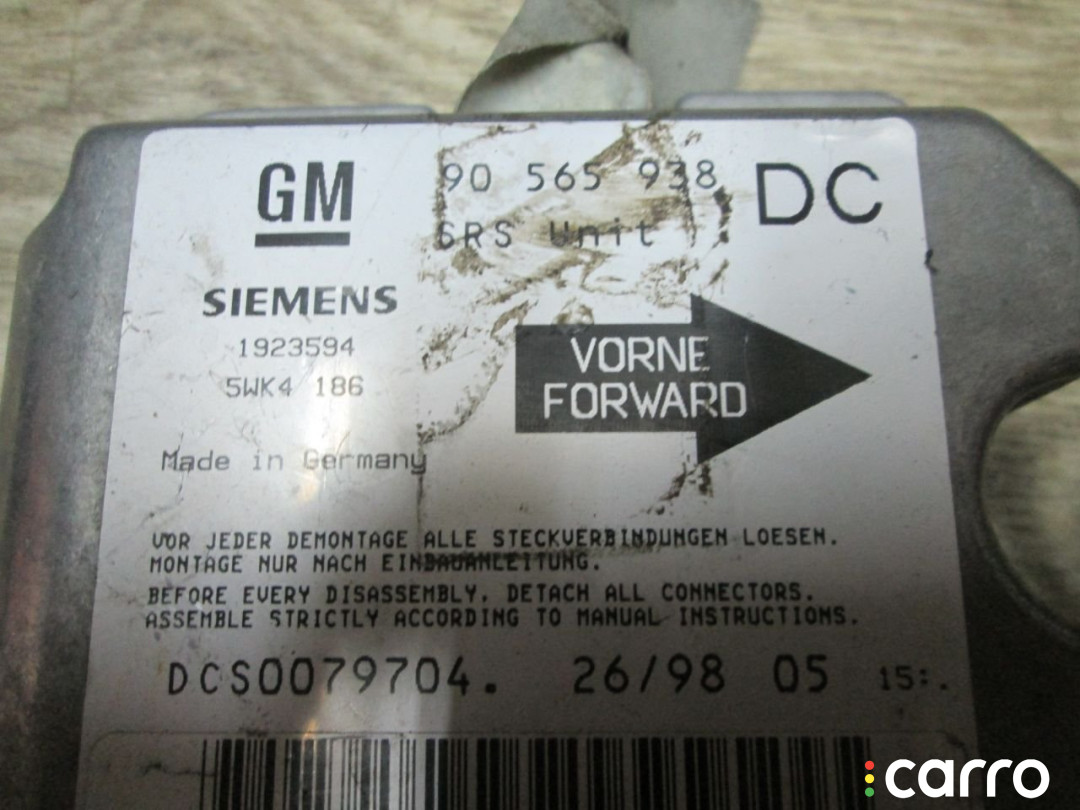 GM
90 565 938
DC
SRS Unit
SIEMENS
1923594
5WK4 186
VORNE
FORWARD
Made in Germany
VOR JEDER DEMONTAGE ALLE STECKVERBINDUNGEN LOESEN.
MONTAGE NUR NACH EINBAUANLEITUNG.
BEFORE EVERY DISASSEMBLY. DETACH ALL CONNECTORS.
ASSEMBLE STRICTLY ACCORDING TO MANUAL INSTRUCTIONS.
DCS0079704. 26/98 05 15:.
carro